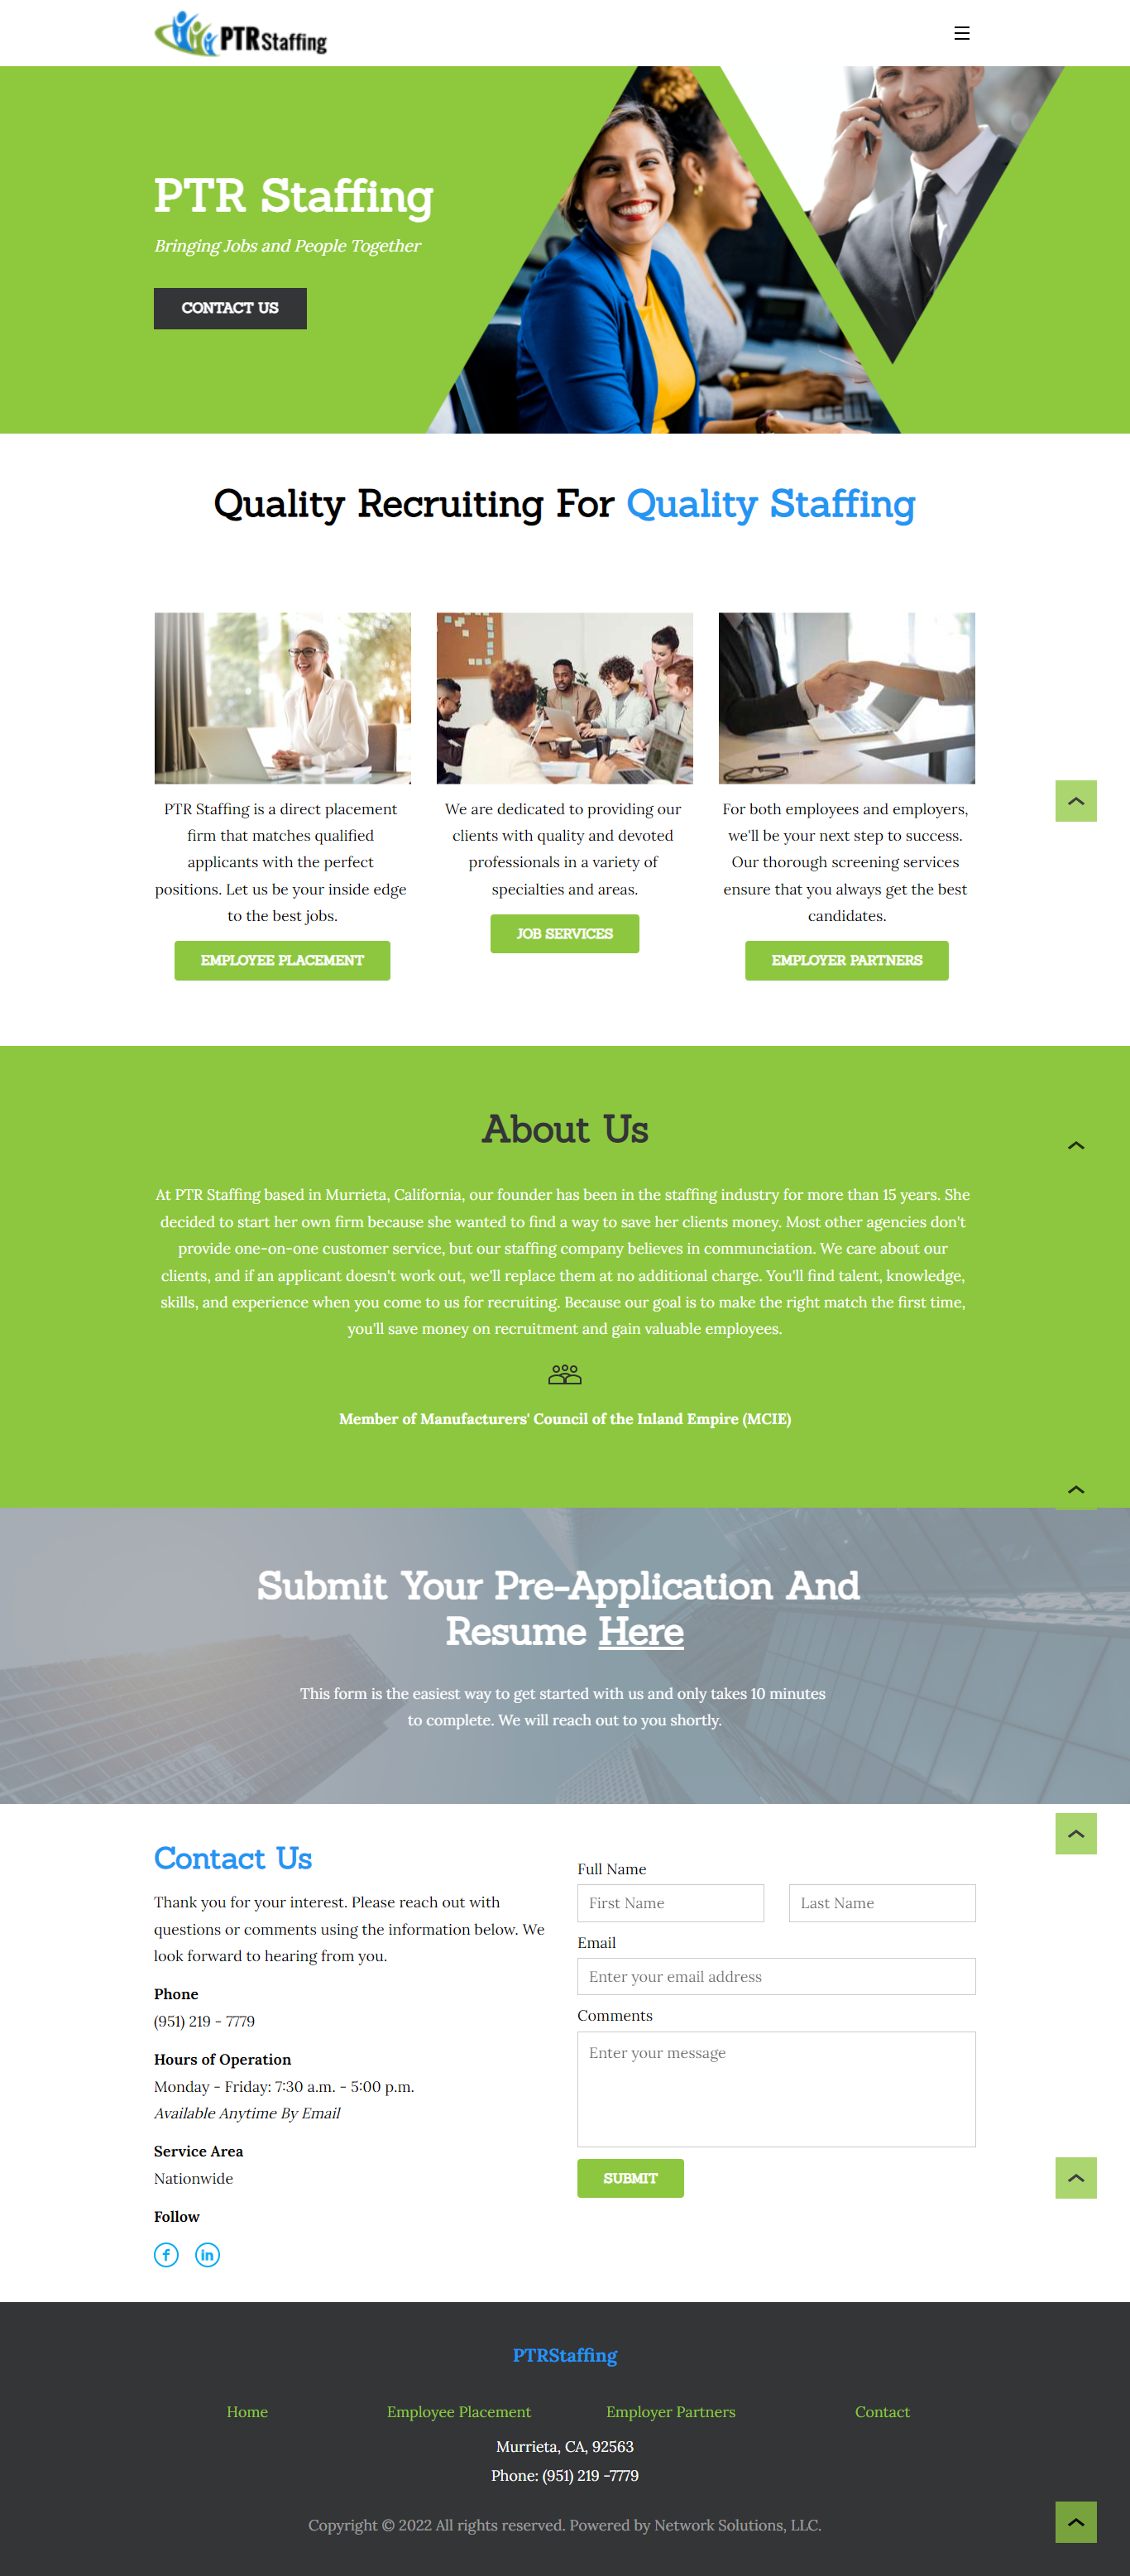 PTR Staffing
PTR Staffing
Bringing Jobs and People Together
CONTACT US
Quality Recruiting For Quality Staffing
PTR Staffing is a direct placement
firm that matches qualified
applicants with the perfect
positions. Let us be your inside edge
to the best jobs.
EMPLOYEE PLACEMENT
We are dedicated to providing our
clients with quality and devoted
professionals in a variety of
specialties and areas.
JOB SERVICES
For both employees and employers,
we'll be your next step to success.
Our thorough screening services
ensure that you always get the best
candidates.
EMPLOYER PARTNERS
About Us
At PTR Staffing based in Murrieta, California, our founder has been in the staffing industry for more than 15 years. She
decided to start her own firm because she wanted to find a way to save her clients money. Most other agencies don't
provide one-on-one customer service, but our staffing company believes in communciation. We care about our
clients, and if an applicant doesn't work out, we'll replace them at no additional charge. You'll find talent, knowledge,
skills, and experience when you come to us for recruiting. Because our goal is to make the right match the first time,
you'll save money on recruitment and gain valuable employees.
Member of Manufacturers' Council of the Inland Empire (MCIE)
Submit Your Pre-Application And
Resume Here
This form is the easiest way to get started with us and only takes 10 minutes
to complete. We will reach out to you shortly.
Contact Us
Thank you for your interest. Please reach out with
questions or comments using the information below. We
look forward to hearing from you.
Phone
(951) 219 - 7779
Hours of Operation
Monday - Friday: 7:30 a.m. - 5:00 p.m.
Available Anytime By Email
Service Area
Nationwide
Follow
f in
Full Name
First Name Last Name
Email
Enter your email address
Comments
Enter your message
SUBMIT
PTRStaffing
Home Employee Placement Employer Partners Contact
Murrieta, CA, 92563
Phone: (951) 219 -7779
Copyright © 2022 All rights reserved. Powered by Network Solutions, LLC.